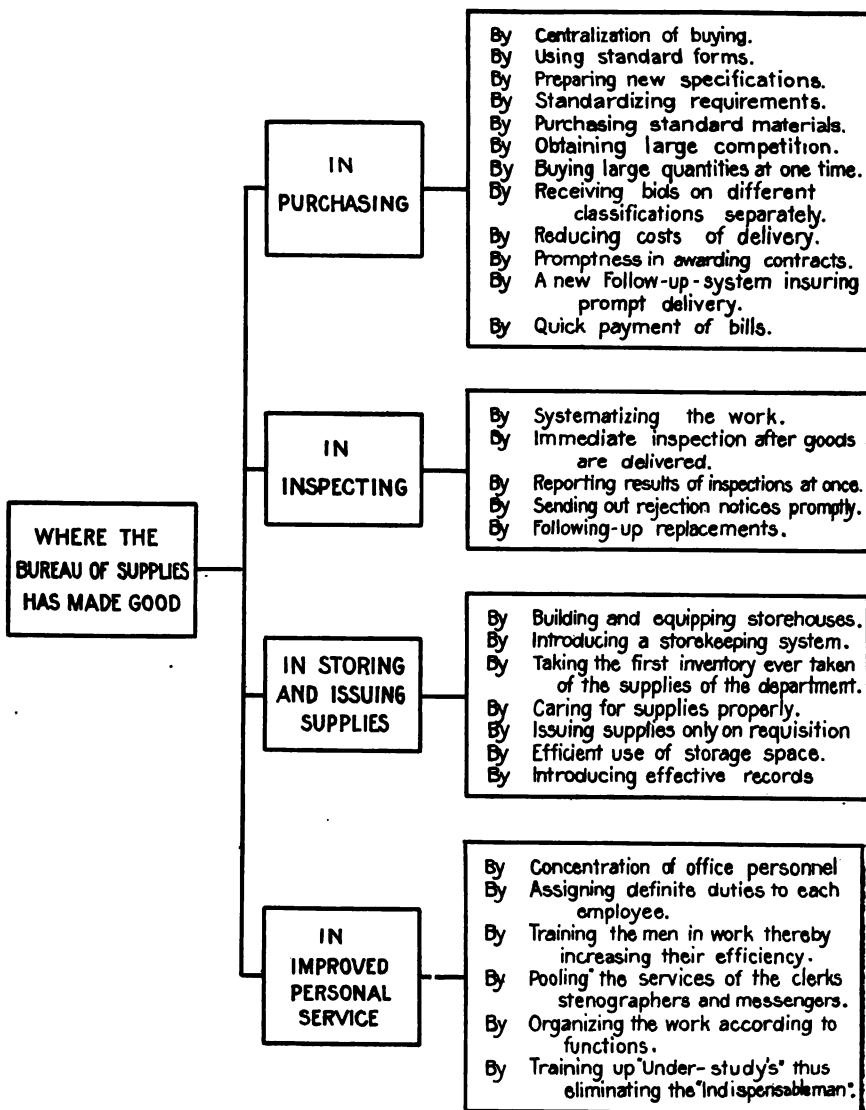 WHERE THE
BUREAU OF SUPPLIES
HAS MADE GOOD
IN
PURCHASING
By Centralization of buying.
By Using standard forms.
By Preparing new specifications.
By Standardizing requirements.
By Purchasing standard materials.
By Obtaining large competition.
By Buying large quantities at one time.
By Receiving bids on different
classifications separately.
By Reducing costs of delivery.
By Promptness in awarding contracts.
By A new Follow-up-system insuring
prompt delivery.
By Quick payment of bills.
IN
INSPECTING
By Systematizing the work.
By Immediate inspection after goods
are delivered.
By Reporting results of inspections at once.
By Sending out rejection notices promptly.
By Following-up replacements.
IN STORING
AND ISSUING
SUPPLIES
By Building and equipping storehouses.
By Introducing a storekeeping system.
By Taking the first inventory ever taken
of the supplies of the department.
By Caring for supplies properly.
By Issuing supplies only on requisition
By Efficient use of storage space.
By Introducing effective records
IN
IMPROVED
PERSONAL
SERVICE
By Concentration of office personnel
By Assigning definite duties to each
employee.
By Training the men in work thereby
increasing their efficiency.
By Pooling" the services of the clerks
stenographers and messengers.
By Organizing the work according to
functions.
By Training up "Under-study's" thus
eliminating the "Indispensable man".